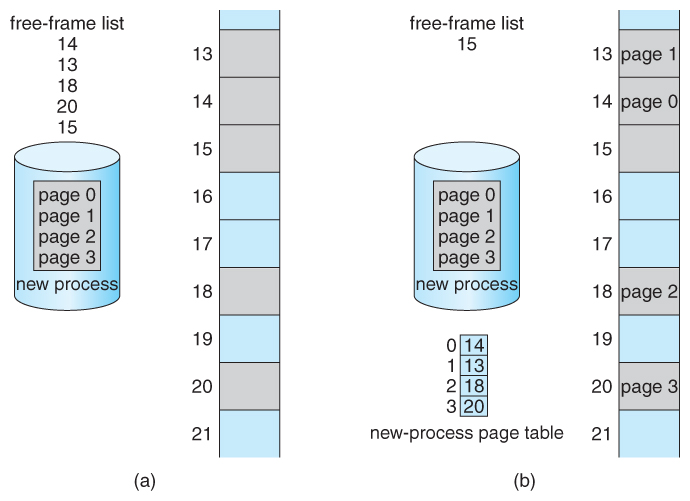 free-frame list
14
13
18
20
15
page 0
page 1
page 2
page 3
new process
13
14
15
16
17
18
19
20
21
(a)
free-frame list
15
page 0
page 1
page 2
page 3
new process
0 14
1 13
2 18
3 20
new-process page table
13 page 1
14 page 0
15
16
17
18 page 2
19
20 page 3
21
(b)